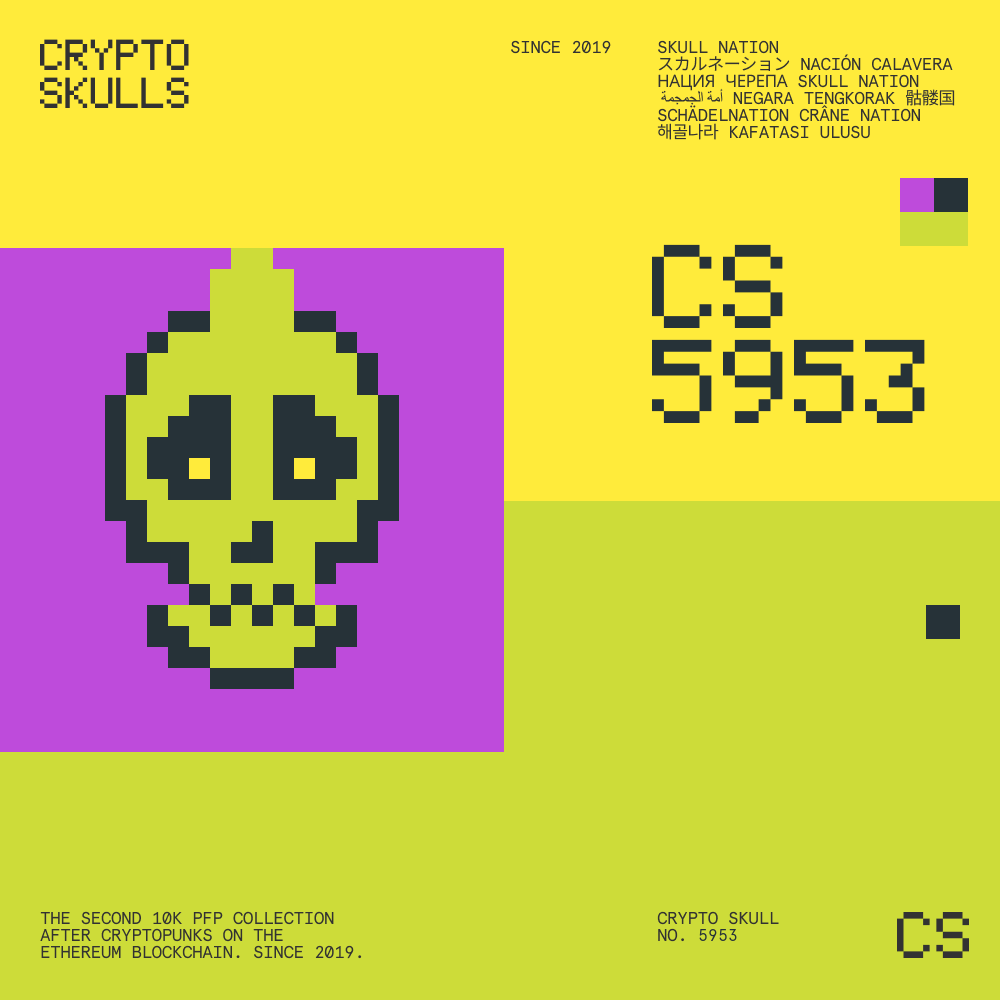 CRYPTO
SKULLS
SINCE 2019
SKULL NATION
スカルネーション NACIÓN CALAVERA
НАЦИЯ ЧЕРЕПА SKULL NATION
أمة الجمجمة NEGARA TENGKORAK 骷髅国
SCHÄDELNATION CRÂNE NATION
해골나라 KAFATASI ULUSU
CS
5953
THE SECOND 10K PFP COLLECTION
AFTER CRYPTOPUNKS ON THE
ETHEREUM BLOCKCHAIN. SINCE 2019.
CRYPTO SKULL
NO. 5953
CS